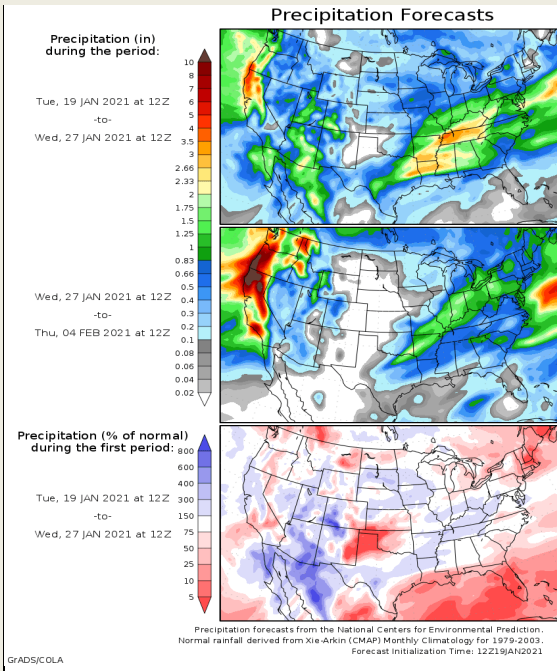 Precipitation Forecasts
Precipitation (in)
during the period:
Tue, 19 JAN 2021 at 12Z
-to-
Wed, 27 JAN 2021 at 12Z
10
8
7
6
5
4
3.5
3
2.66
2.33
2
1.75
1.5
1.25
1
0.83
0.66
0.5
0.4
0.3
0.2
0.1
0.08
0.06
0.04
0.02
Wed, 27 JAN 2021 at 12Z
-to-
Thu, 04 FEB 2021 at 12Z
Precipitation (% of normal)
during the first period:
Tue, 19 JAN 2021 at 12Z
-to-
Wed, 27 JAN 2021 at 12Z
800
600
400
300
150
75
50
25
10
5
Precipitation forecasts from the National Centers for Environmental Prediction.
Normal rainfall derived from Xie-Arkin (CMAP) Monthly Climatology for 1979-2003.
Forecast Initialization Time: 12Z19JAN2021
GrADS/COLA